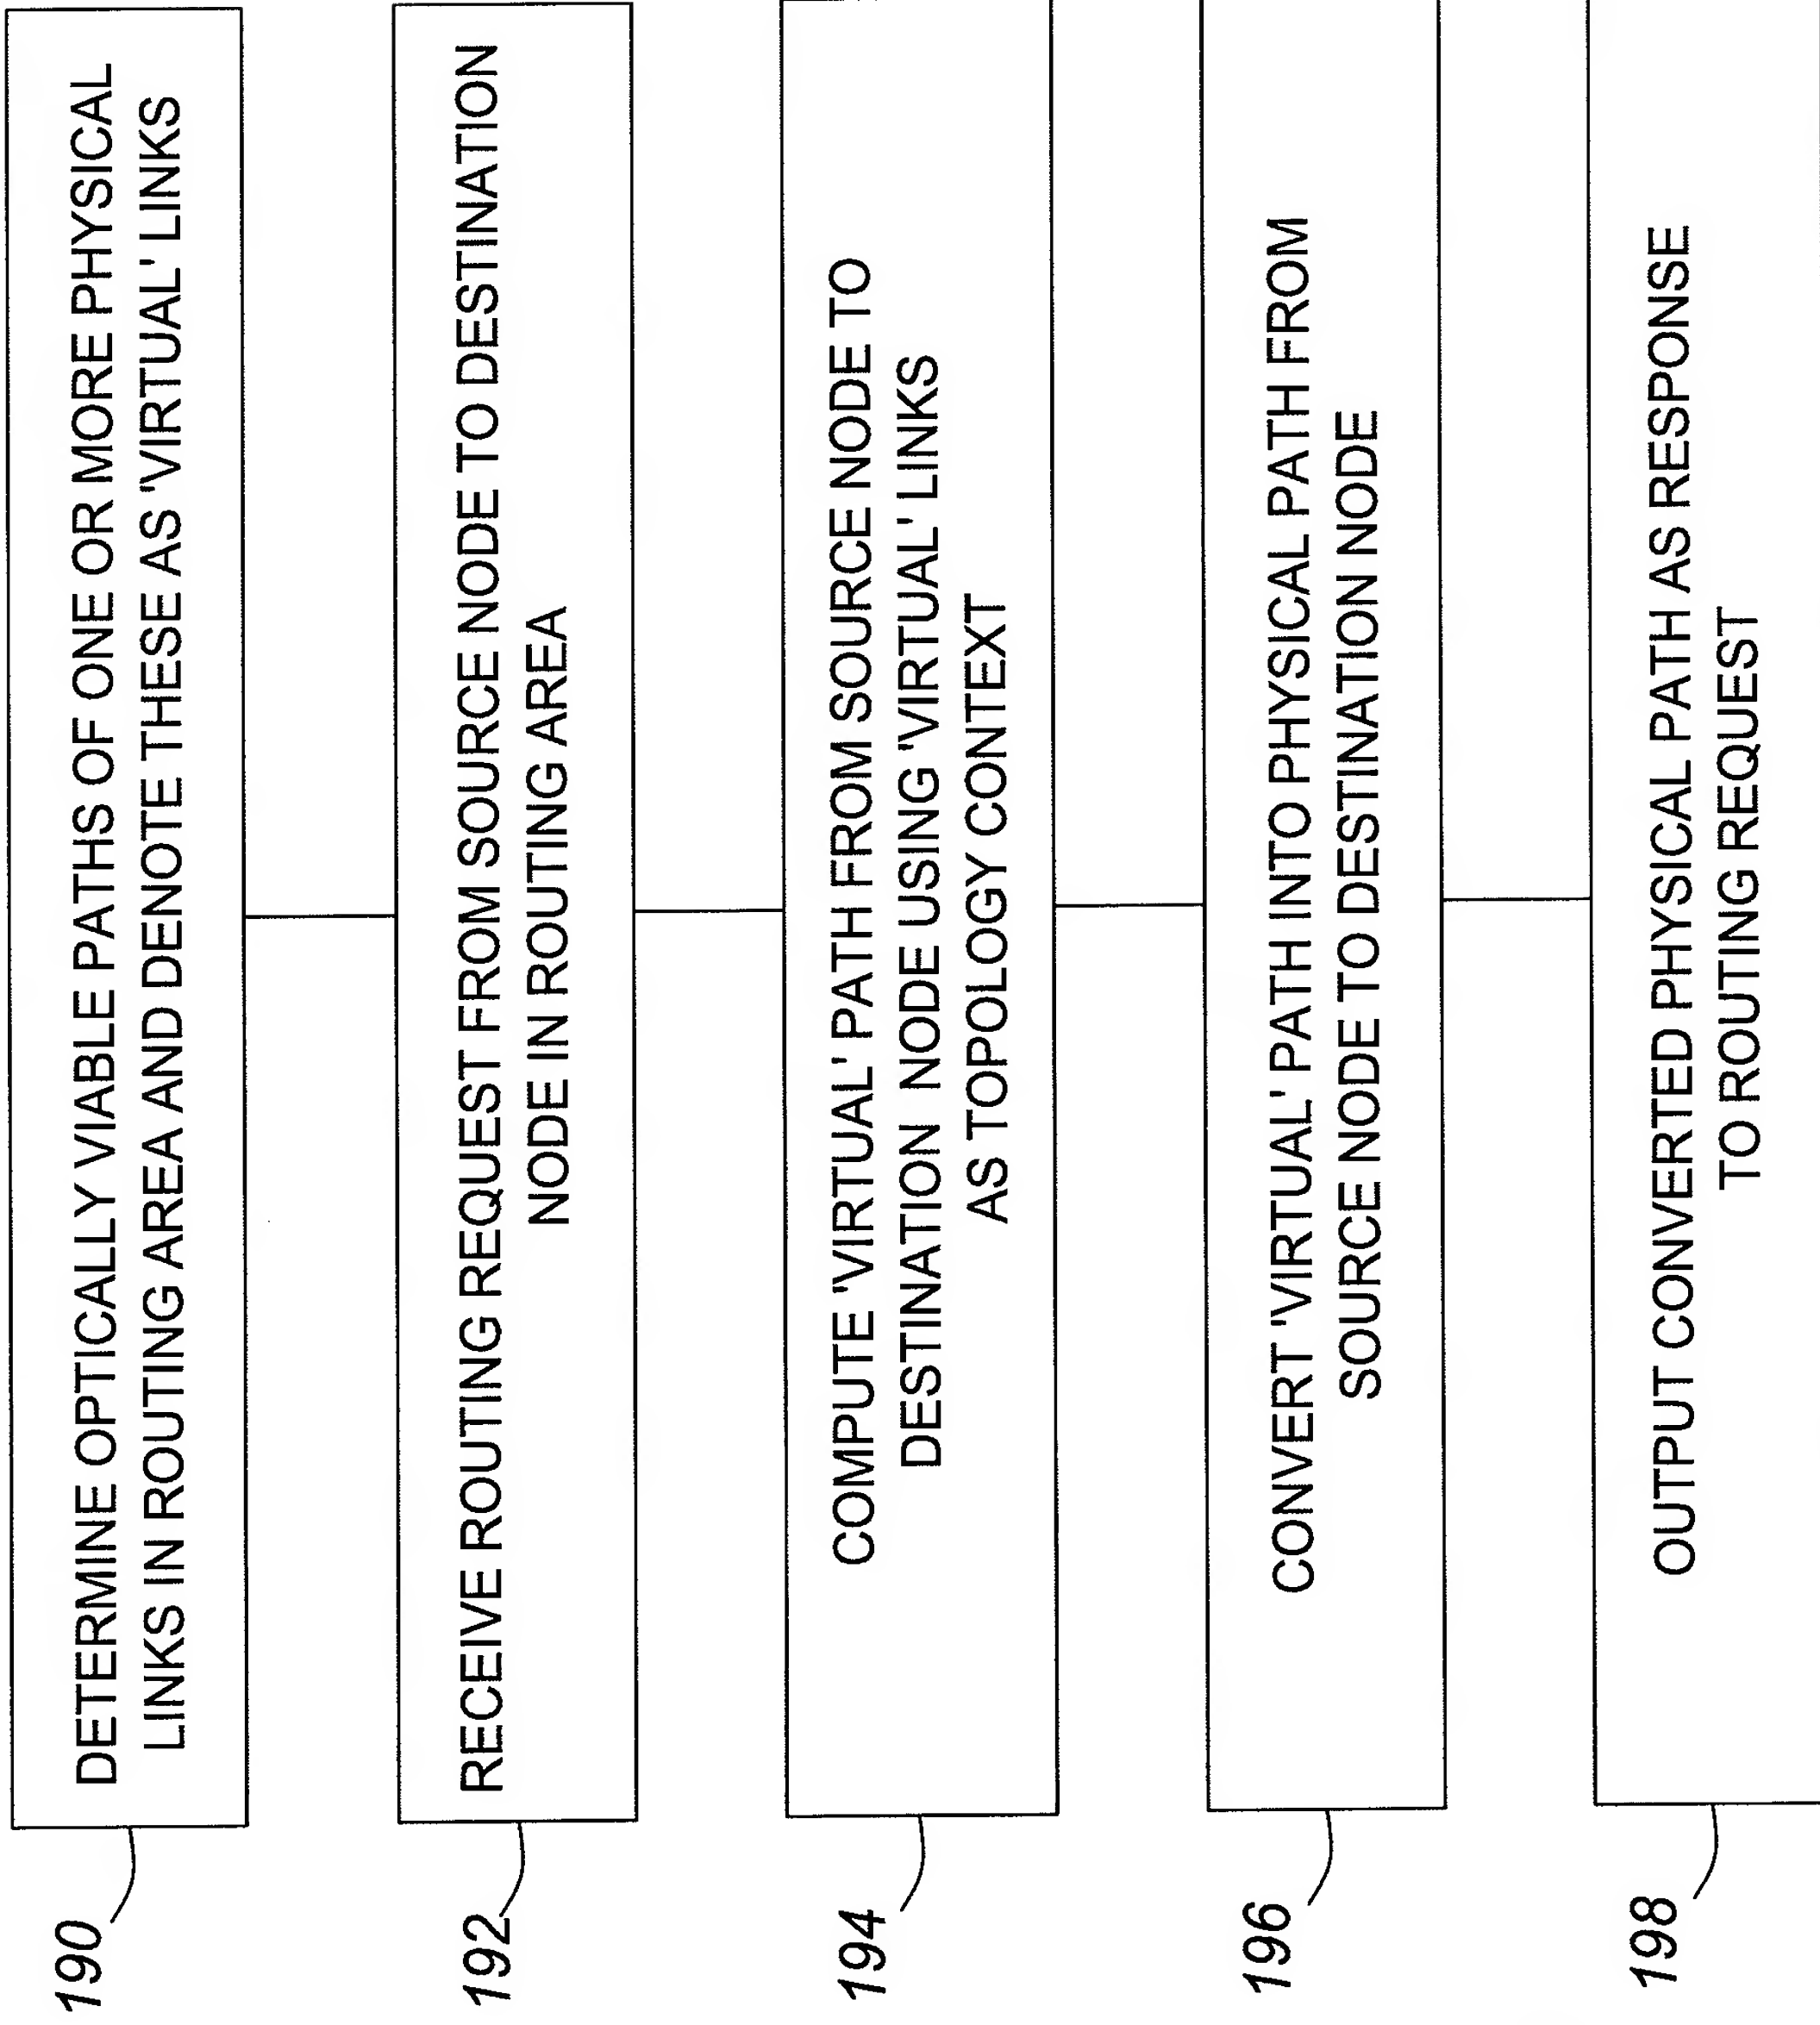 190
DETERMINE OPTICALLY VIABLE PATHS OF ONE OR MORE PHYSICAL
LINKS IN ROUTING AREA AND DENOTE THESE AS 'VIRTUAL' LINKS
192
RECEIVE ROUTING REQUEST FROM SOURCE NODE TO DESTINATION
NODE IN ROUTING AREA
194
COMPUTE 'VIRTUAL' PATH FROM SOURCE NODE TO
DESTINATION NODE USING 'VIRTUAL' LINKS
AS TOPOLOGY CONTEXT
196
CONVERT 'VIRTUAL' PATH INTO PHYSICAL PATH FROM
SOURCE NODE TO DESTINATION NODE
198
OUTPUT CONVERTED PHYSICAL PATH AS RESPONSE
TO ROUTING REQUEST